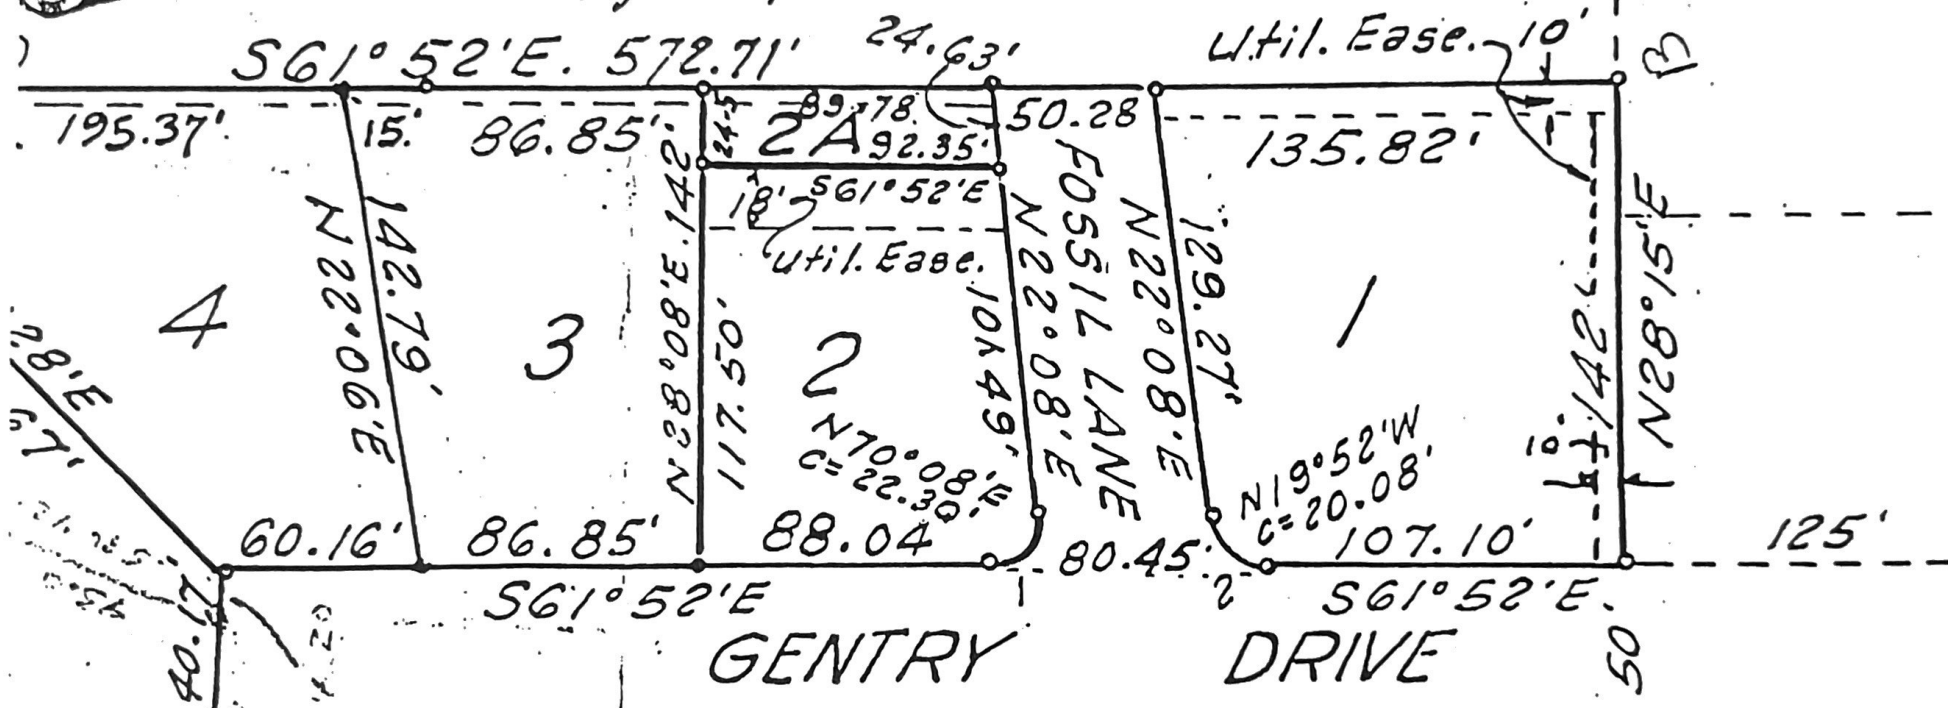 S61°52'E. 572.71'
24.63'
Util. Ease.
10'
B
195.37'.
15.'
86.85'
24.5
89.78
2A
92.35'
50.28
135.82'
S61°52'E
18'
Util. Ease.
4
N22°06'E
142.79'
3
N28°08'E. 142.'
117.50'
2
101.49'
N22°08'E
FOSSIL LANE
N22°08'E
129.27'
1
142
N28°15'E
10'
8'E
N70°08'E
C=22.30'
N19°52'W
C=20.08'
60.16'
86.85'
88.04'
80.45'
107.10'
125'
S61°52'E
1
2
S61°52'E.
40.17
GENTRY DRIVE
50